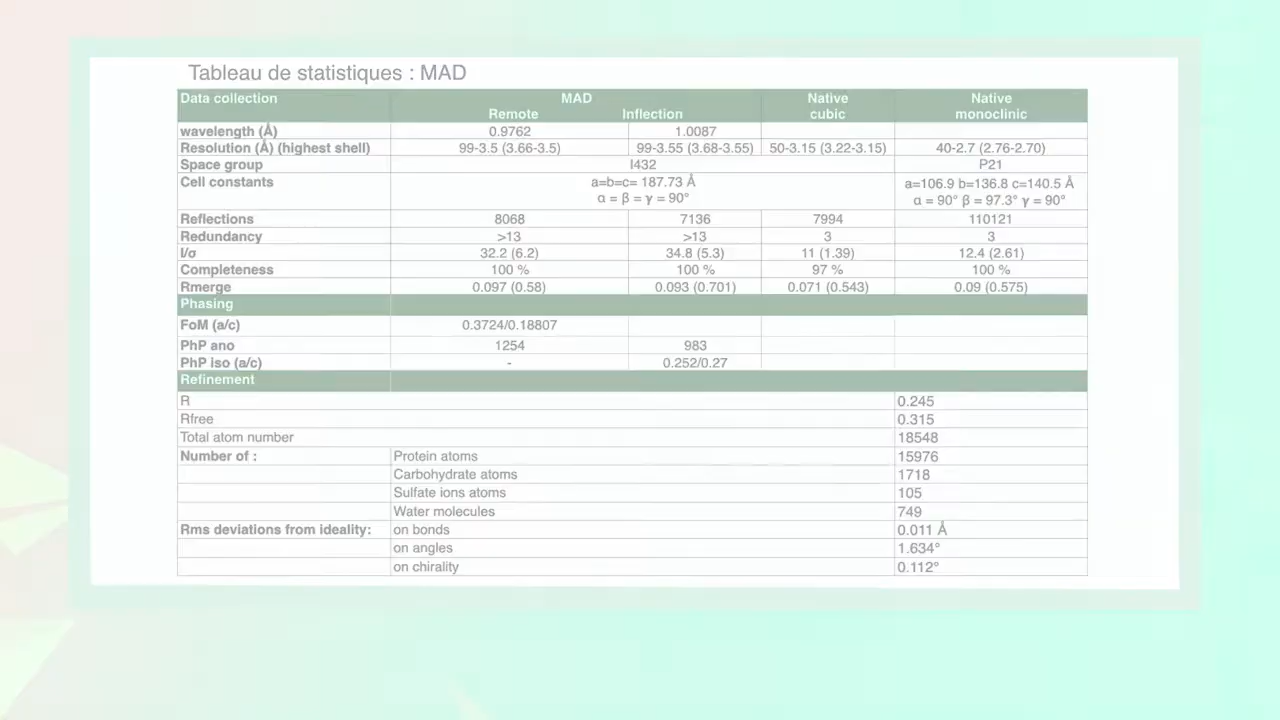 Tableau de statistiques : MAD
Data collection MAD Native Native
Remote Inflection cubic monoclinic
wavelength (Å) 0.9762 1.0087
Resolution (Å) (highest shell) 99-3.5 (3.66-3.5) 99-3.55 (3.68-3.55) 50-3.15 (3.22-3.15) 40-2.7 (2.76-2.70)
Space group I432 P21
Cell constants a=b=c= 187.73 Å a=106.9 b=136.8 c=140.5 Å
α = β = γ = 90° α = 90° β = 97.3° γ = 90°
Reflections 8068 7136 7994 110121
Redundancy >13 >13 3 3
I/σ 32.2 (6.2) 34.8 (5.3) 11 (1.39) 12.4 (2.61)
Completeness 100 % 100 % 97 % 100 %
Rmerge 0.097 (0.58) 0.093 (0.701) 0.071 (0.543) 0.09 (0.575)
Phasing
FoM (a/c) 0.3724/0.18807
PhP ano 1254 983
PhP iso (a/c) - 0.252/0.27
Refinement
R 0.245
Rfree 0.315
Total atom number 18548
Number of : Protein atoms 15976
Carbohydrate atoms 1718
Sulfate ions atoms 105
Water molecules 749
Rms deviations from ideality: on bonds 0.011 Å
on angles 1.634°
on chirality 0.112°